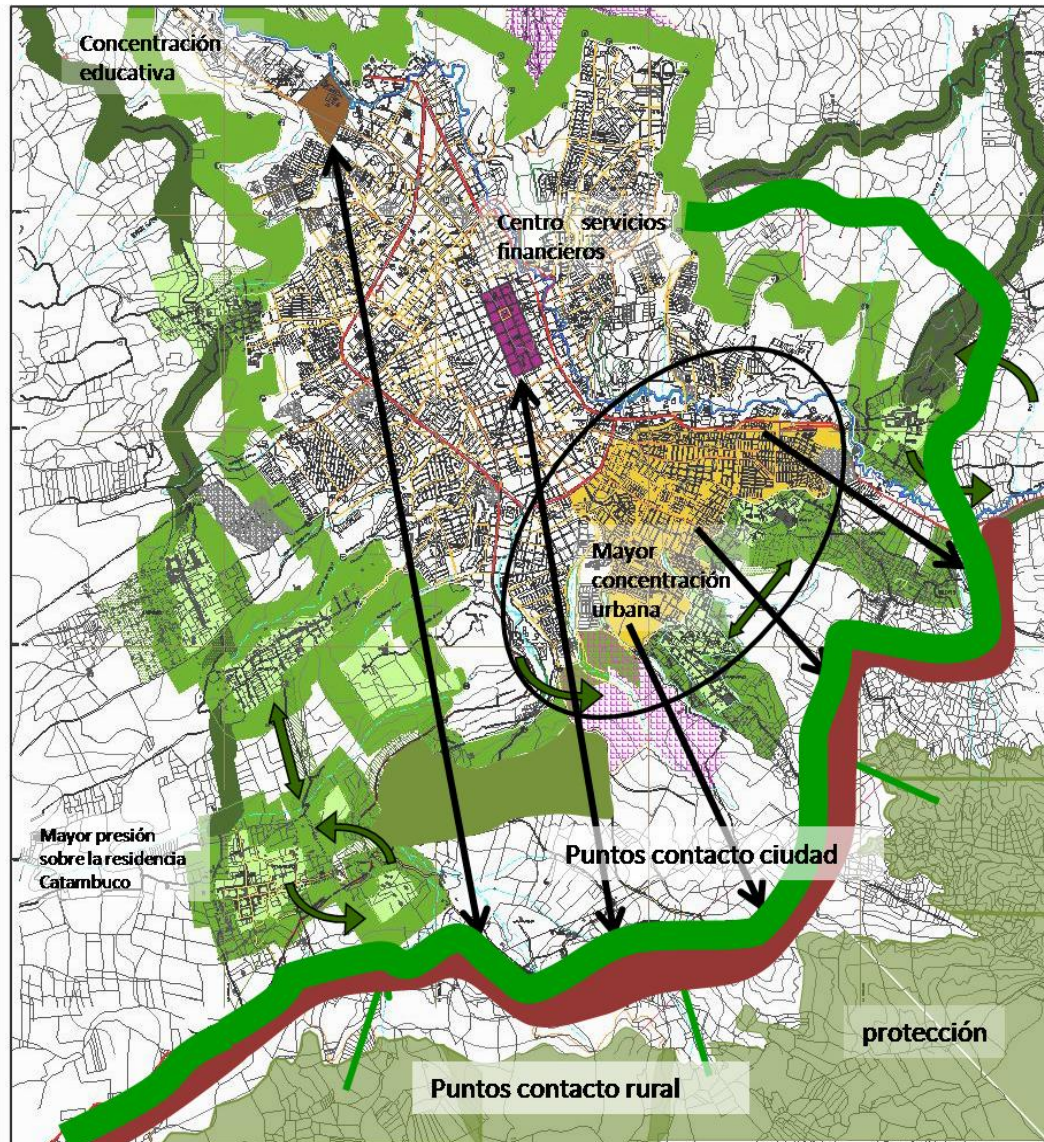 Concentración
educativa
Centro servicios
financieros
Mayor
concentración
urbana
Mayor presión
sobre la residencia
Catambuco
Puntos contacto ciudad
protección
Puntos contacto rural